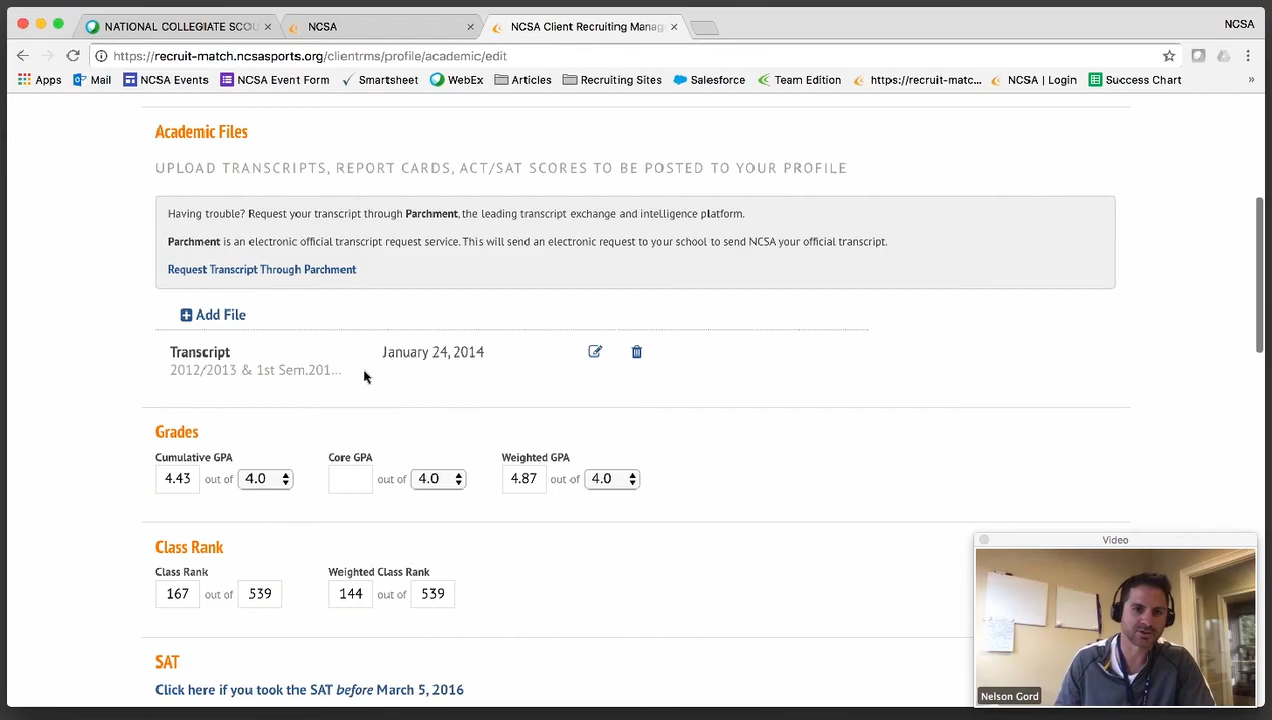 NATIONAL COLLEGIATE SCOU
NCSA
NCSA Client Recruiting Manag
NCSA
https://recruit-match.ncsasports.org/clientrms/profile/academic/edit
Apps
Mail
NCSA Events
NCSA Event Form
Smartsheet
WebEx
Articles
Recruiting Sites
Salesforce
Team Edition
https://recruit-matc...
NCSA | Login
Success Chart
»
Academic Files
UPLOAD TRANSCRIPTS, REPORT CARDS, ACT/SAT SCORES TO BE POSTED TO YOUR PROFILE
Having trouble? Request your transcript through Parchment, the leading transcript exchange and intelligence platform.
Parchment is an electronic official transcript request service. This will send an electronic request to your school to send NCSA your official transcript.
Request Transcript Through Parchment
Add File
Transcript January 24, 2014
2012/2013 & 1st Sem.201...
Grades
Cumulative GPA Core GPA Weighted GPA
4.43 out of 4.0 out of 4.0 4.87 out of 4.0
Class Rank
Class Rank Weighted Class Rank
167 out of 539 144 out of 539
SAT
Click here if you took the SAT before March 5, 2016
Video
Nelson Gord